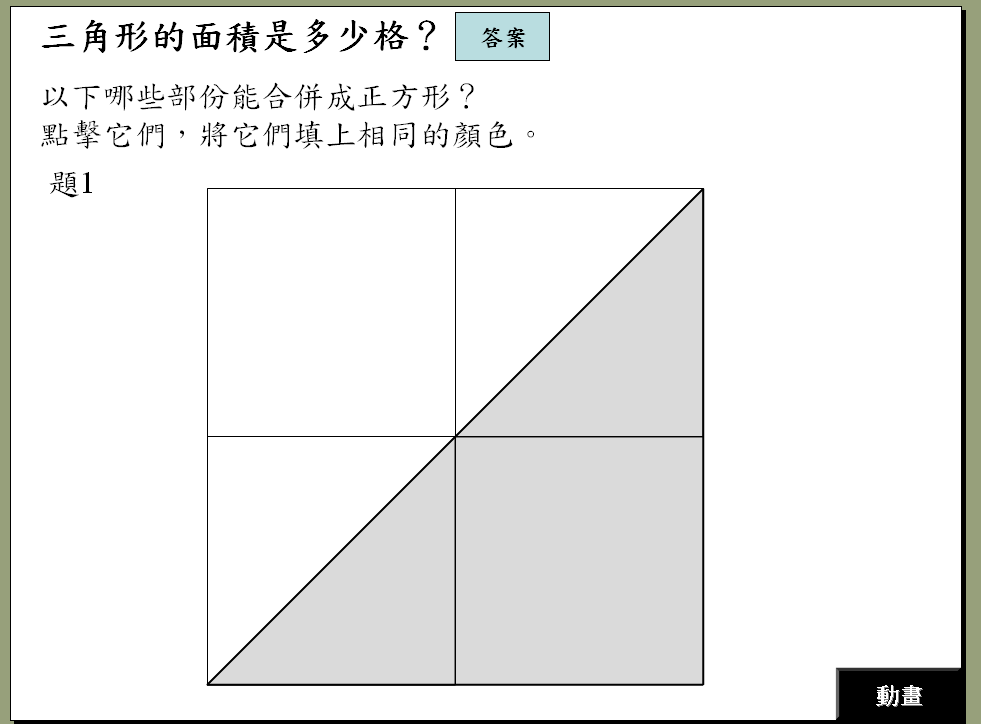 三角形的面積是多少格？
答案
以下哪些部份能合併成正方形？
點擊它們，將它們填上相同的顏色。
題1
動畫